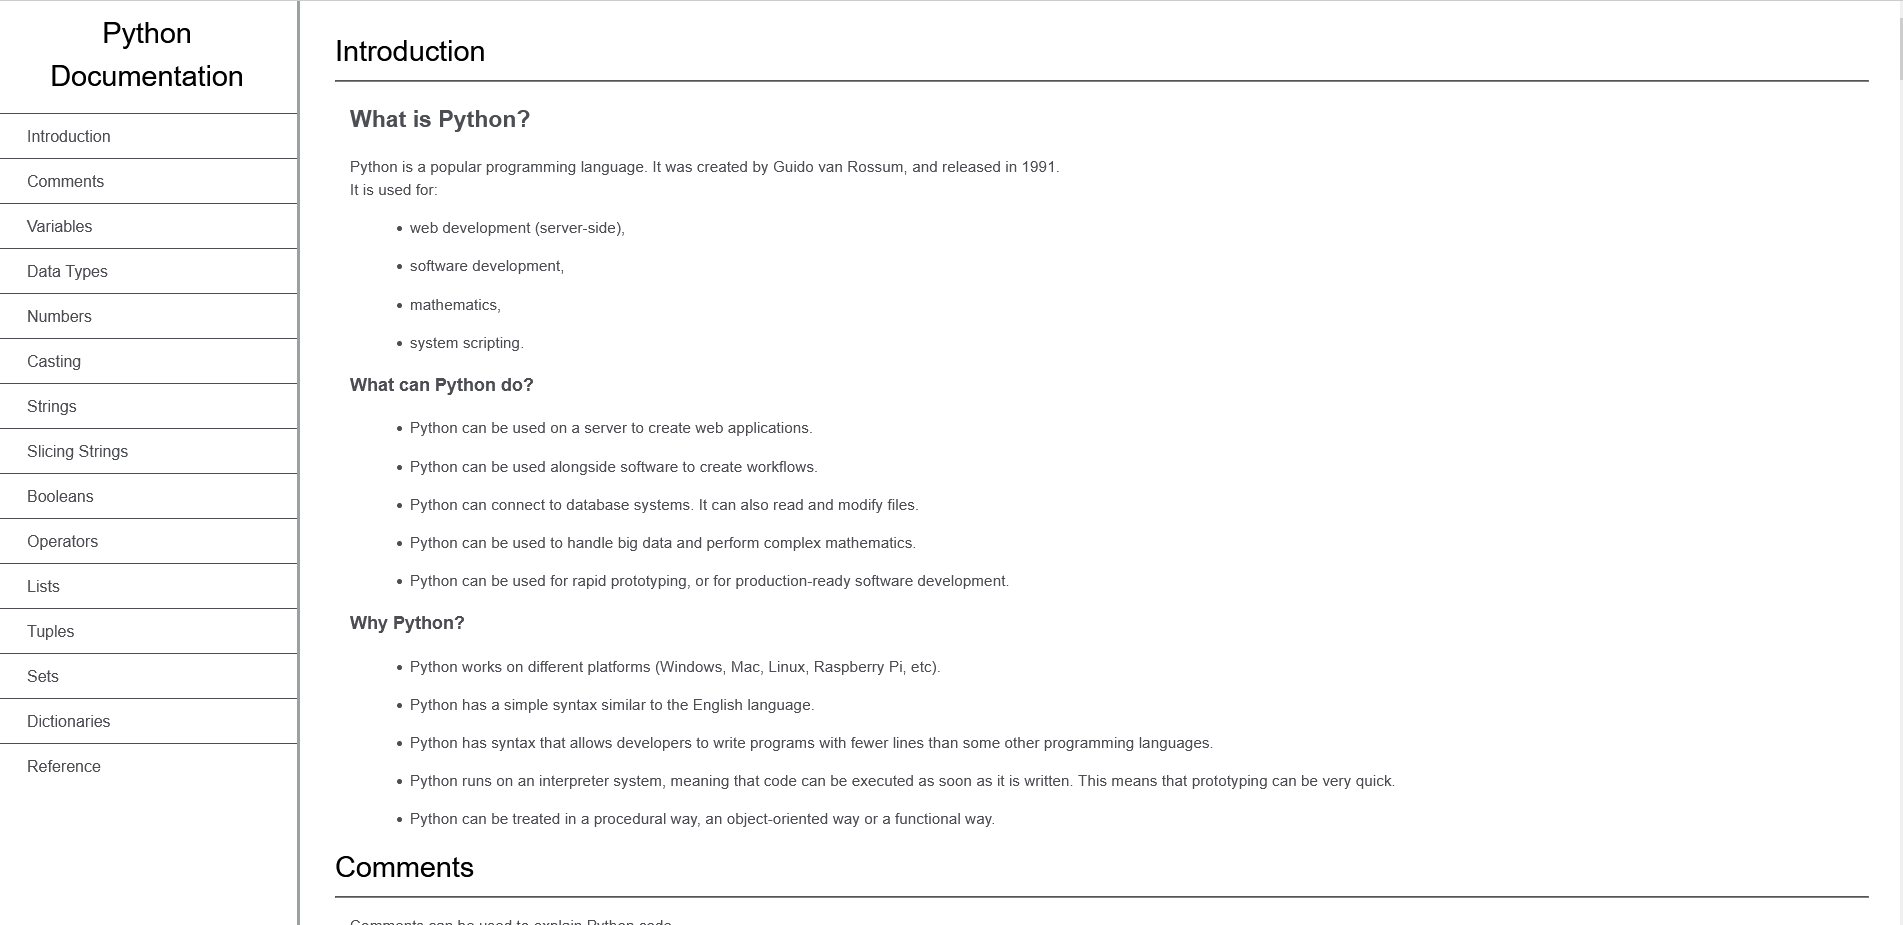 Python
Documentation
Introduction
Comments
Variables
Data Types
Numbers
Casting
Strings
Slicing Strings
Booleans
Operators
Lists
Tuples
Sets
Dictionaries
Reference
Introduction
What is Python?
Python is a popular programming language. It was created by Guido van Rossum, and released in 1991.
It is used for:
• web development (server-side),
• software development,
• mathematics,
• system scripting.
What can Python do?
• Python can be used on a server to create web applications.
• Python can be used alongside software to create workflows.
• Python can connect to database systems. It can also read and modify files.
• Python can be used to handle big data and perform complex mathematics.
• Python can be used for rapid prototyping, or for production-ready software development.
Why Python?
• Python works on different platforms (Windows, Mac, Linux, Raspberry Pi, etc).
• Python has a simple syntax similar to the English language.
• Python has syntax that allows developers to write programs with fewer lines than some other programming languages.
• Python runs on an interpreter system, meaning that code can be executed as soon as it is written. This means that prototyping can be very quick.
• Python can be treated in a procedural way, an object-oriented way or a functional way.
Comments
Comments can be used to explain Python code.